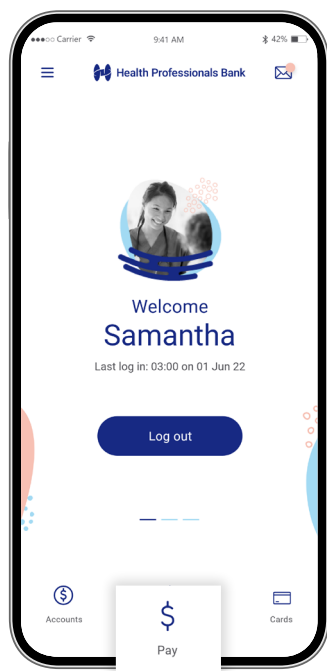 Carrier 9:41 AM 42%
Health Professionals Bank
Welcome
Samantha
Last log in: 03:00 on 01 Jun 22
Log out
Accounts $ Pay Cards